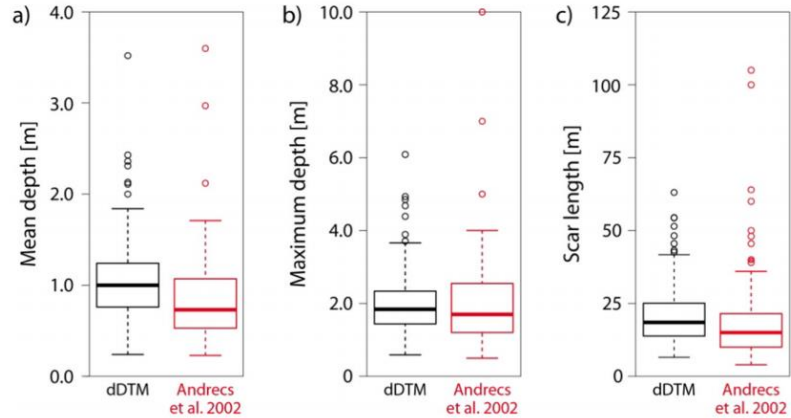 a)
Mean depth [m]
4.0
3.0
2.0
1.0
0.0
dDTM
Andrecs
et al. 2002
b)
Maximum depth [m]
10.0
8.0
6.0
4.0
2.0
0
dDTM
Andrecs
et al. 2002
c)
Scar length [m]
125
100
75
50
25
0
dDTM
Andrecs
et al. 2002